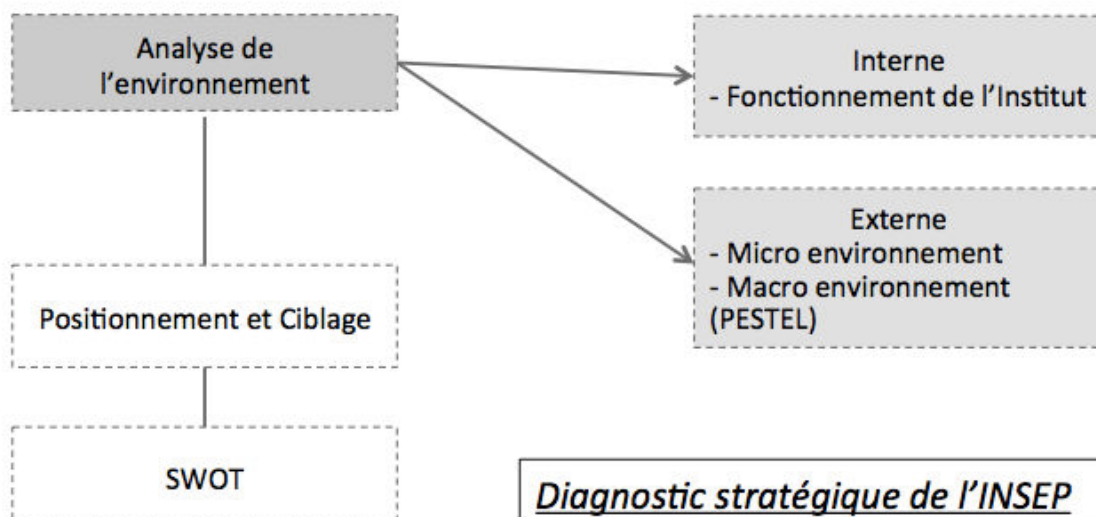 Analyse de
l’environnement
Interne
- Fonctionnement de l’Institut
Externe
- Micro environnement
- Macro environnement
(PESTEL)
Positionnement et Ciblage
SWOT
Diagnostic stratégique de l’INSEP